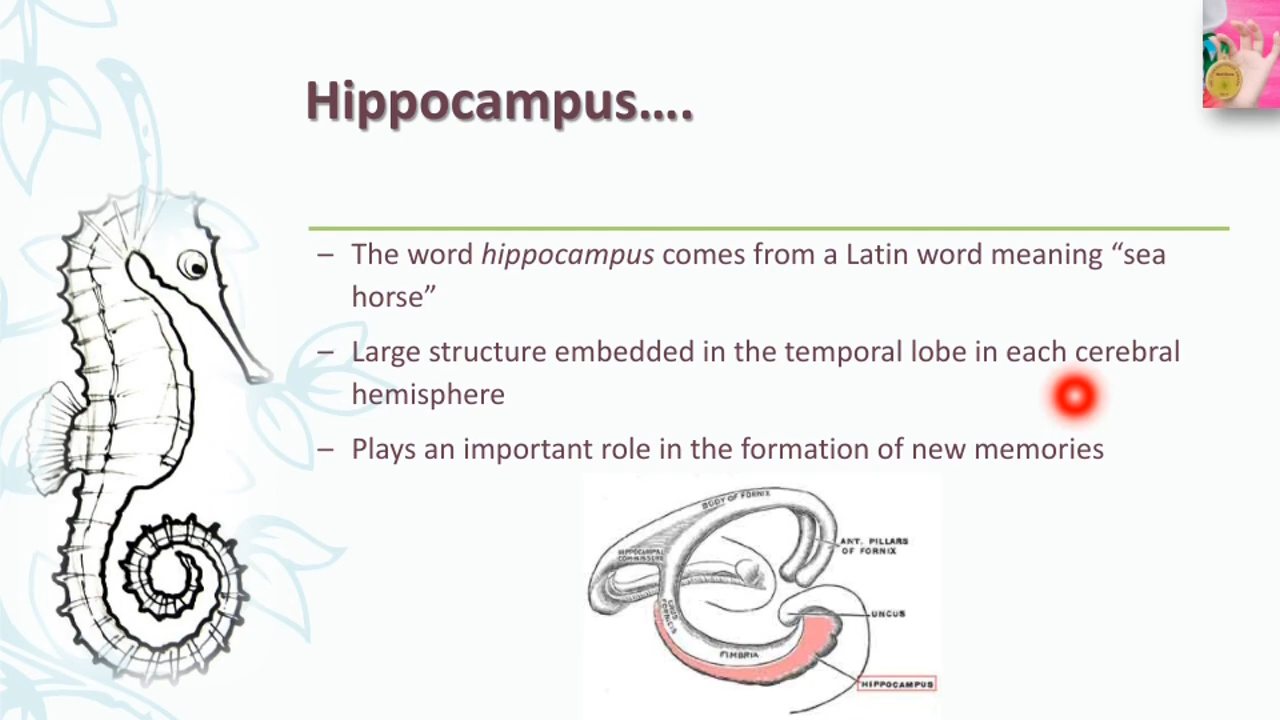 Hippocampus….
– The word hippocampus comes from a Latin word meaning “sea
horse”
– Large structure embedded in the temporal lobe in each cerebral
hemisphere
– Plays an important role in the formation of new memories
BODY OF FORNIX
ANT. PILLARS
OF FORNIX
HIPPOCAMPAL
COMMISSURE
CRUS
FORNICIS
UNCUS
FIMBRIA
HIPPOCAMPUS